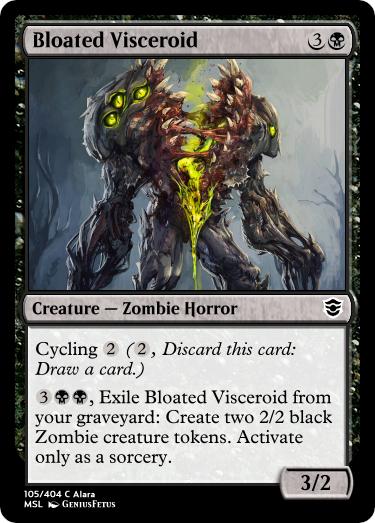 Bloated Visceroid 3
Creature — Zombie Horror
Cycling 2 (2, Discard this card:
Draw a card.)
3, Exile Bloated Visceroid from
your graveyard: Create two 2/2 black
Zombie creature tokens. Activate
only as a sorcery.
3/2
105/404 C Alara
MSL GeniusFetus